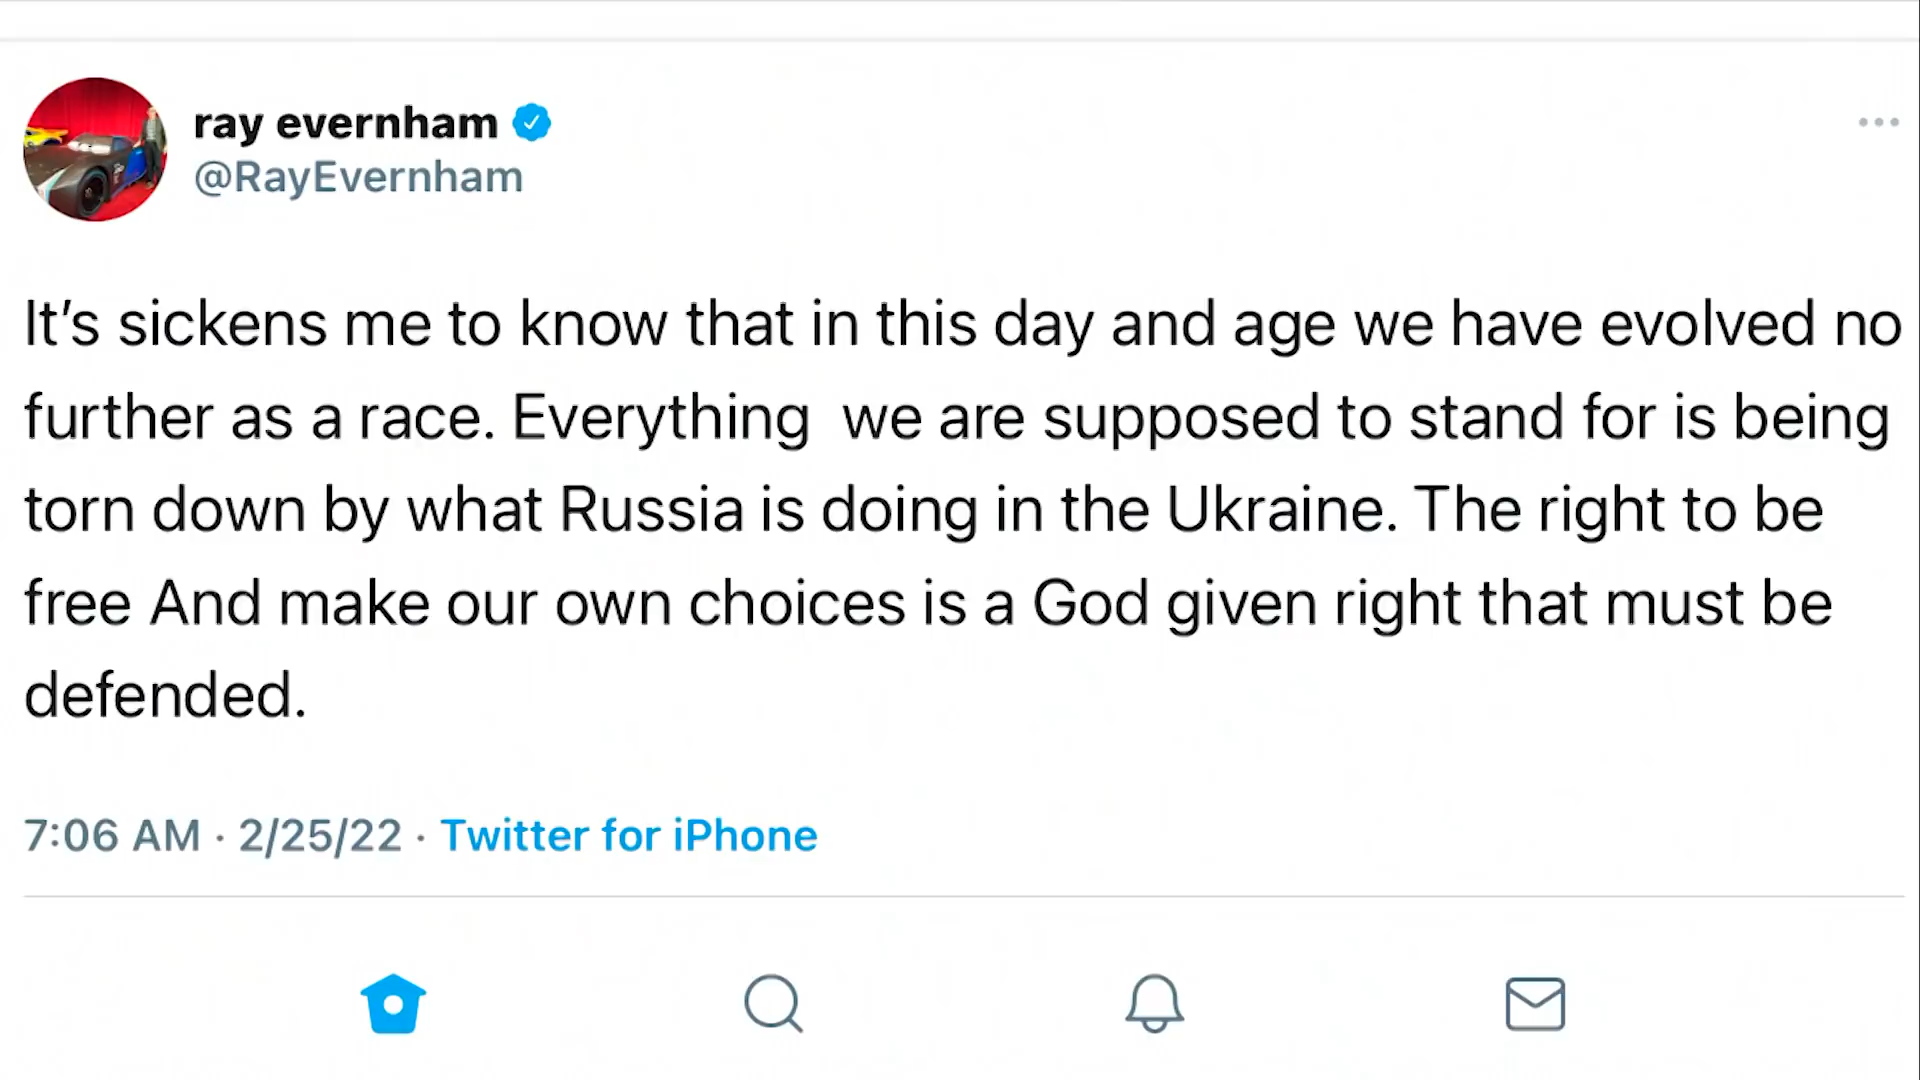 ray evernham
@RayEvernham
It’s sickens me to know that in this day and age we have evolved no
further as a race. Everything  we are supposed to stand for is being
torn down by what Russia is doing in the Ukraine. The right to be
free And make our own choices is a God given right that must be
defended.
7:06 AM · 2/25/22 · Twitter for iPhone